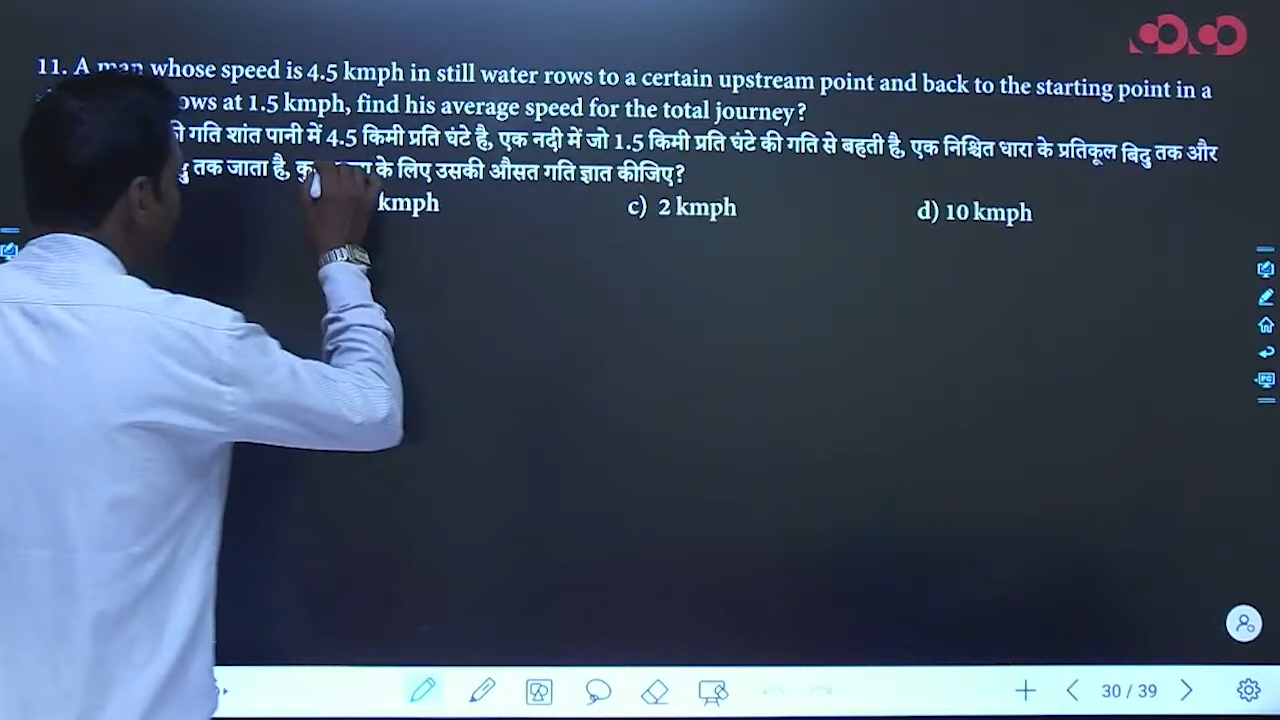 11. A man whose speed is 4.5 kmph in still water rows to a certain upstream point and back to the starting point in a
ows at 1.5 kmph, find his average speed for the total journey?
गति शांत पानी में 4.5 किमी प्रति घंटे है, एक नदी में जो 1.5 किमी प्रति घंटे की गति से बहती है, एक निश्चित धारा के प्रतिकूल बिंदु तक और
तक जाता है, के लिए उसकी औसत गति ज्ञात कीजिए?
kmph c) 2 kmph d) 10 kmph
30 / 39